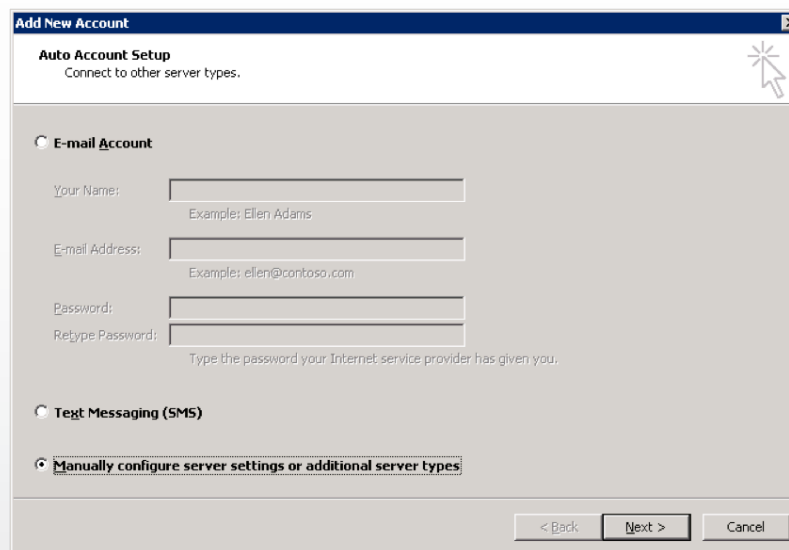 Add New Account
Auto Account Setup
Connect to other server types.
E-mail Account
Your Name:
Example: Ellen Adams
E-mail Address:
Example: ellen@contoso.com
Password:
Retype Password:
Type the password your Internet service provider has given you.
Text Messaging (SMS)
Manually configure server settings or additional server types
< Back Next > Cancel